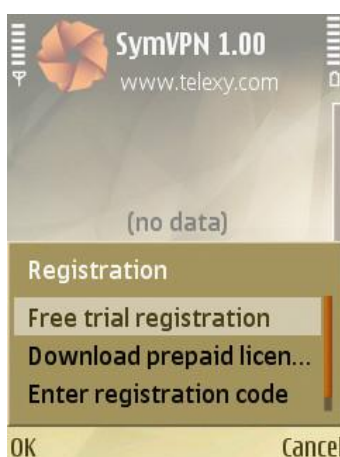 SymVPN 1.00
www.telexy.com
(no data)
Registration
Free trial registration
Download prepaid licen...
Enter registration code
OK Cancel